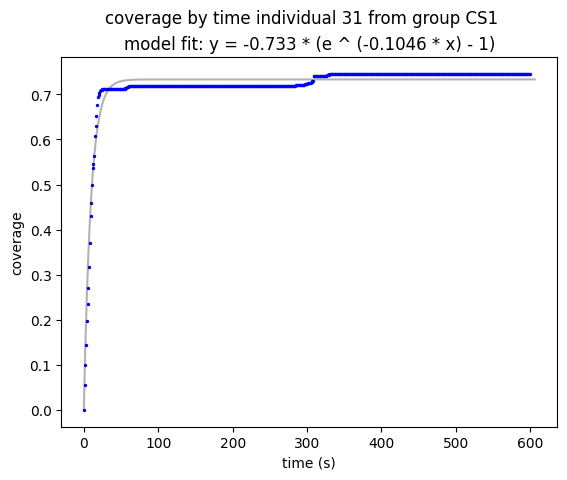 coverage by time individual 31 from group CS1
model fit: y = -0.733 * (e ^ (-0.1046 * x) - 1)
coverage
0.7
0.6
0.5
0.4
0.3
0.2
0.1
0.0
0 100 200 300 400 500 600
time (s)